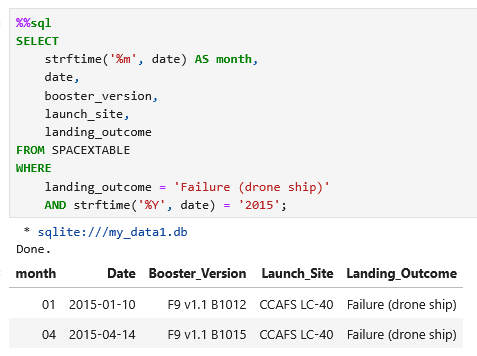 %%sql
SELECT
    strftime('%m', date) AS month,
    date,
    booster_version,
    launch_site,
    landing_outcome
FROM SPACEXTABLE
WHERE
    landing_outcome = 'Failure (drone ship)'
    AND strftime('%Y', date) = '2015';
* sqlite:///my_data1.db
Done.
month Date Booster_Version Launch_Site Landing_Outcome
01 2015-01-10 F9 v1.1 B1012 CCAFS LC-40 Failure (drone ship)
04 2015-04-14 F9 v1.1 B1015 CCAFS LC-40 Failure (drone ship)